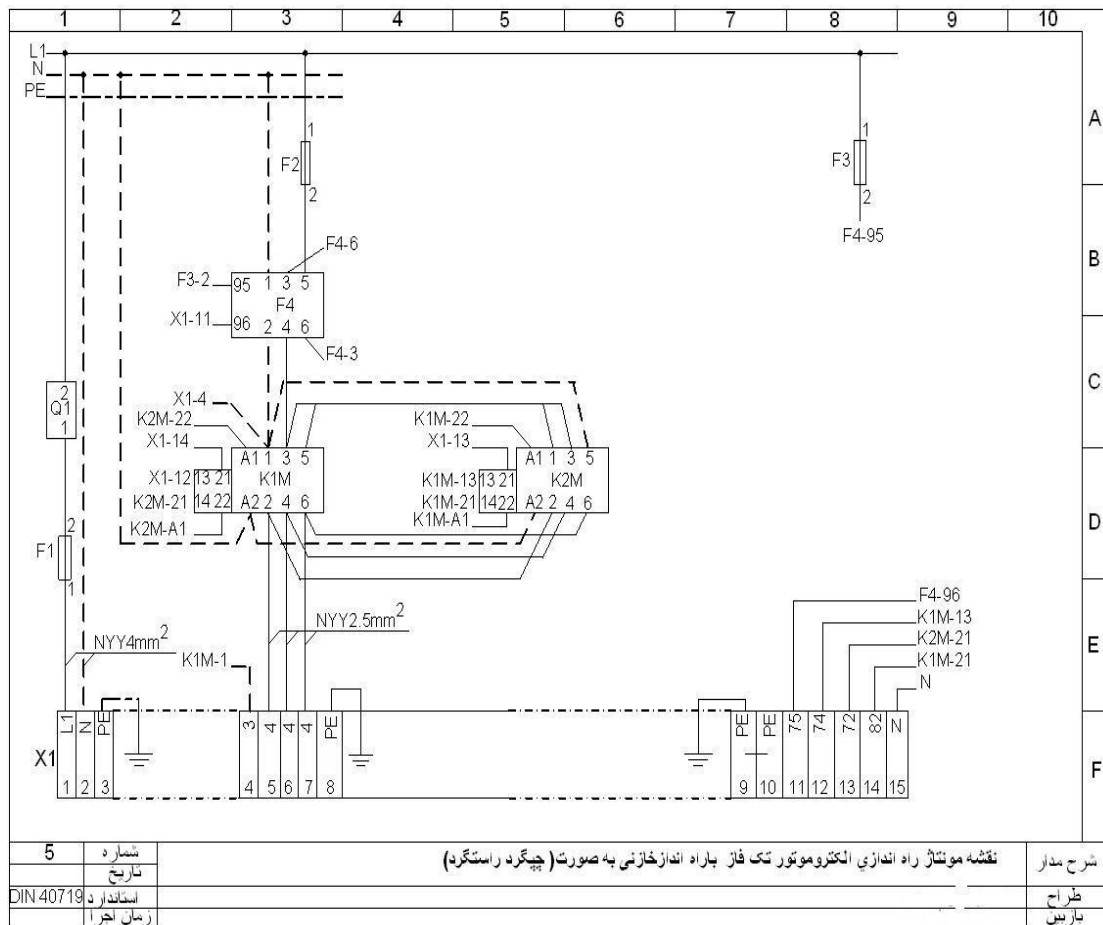 1 2 3 4 5 6 7 8 9 10
L1
N
PE
A
1
F2
2
1
F3
2
F4-95
B
F4-6
F3-2
95 1 3 5
F4
X1-11
96 2 4 6
F4-3
C
2
Q1
1
X1-4
K2M-22
X1-14
A1 1 3 5
X1-12 13 21 K1M
K2M-21 14 22 A2 2 4 6
K2M-A1
K1M-22
X1-13
A1 1 3 5
K1M-13 13 21 K2M
K1M-21 14 22 A2 2 4 6
K1M-A1
D
2
F1
1
NYY4mm2
NYY2.5mm2
K1M-1
F4-96
K1M-13
K2M-21
K1M-21
N
E
X1
L1 N PE 3 4 4 4 PE PE PE 75 74 72 82 N
1 2 3 4 5 6 7 8 9 10 11 12 13 14 15
F
شرح مدار
نقشه مونتاژ راه اندازي الکتروموتور تک فاز باراه اندازخازنی به صورت( چپگرد راستگرد)
شماره 5
تاریخ
طراح
استاندارد DIN 40719
بازبین
زمان اجرا